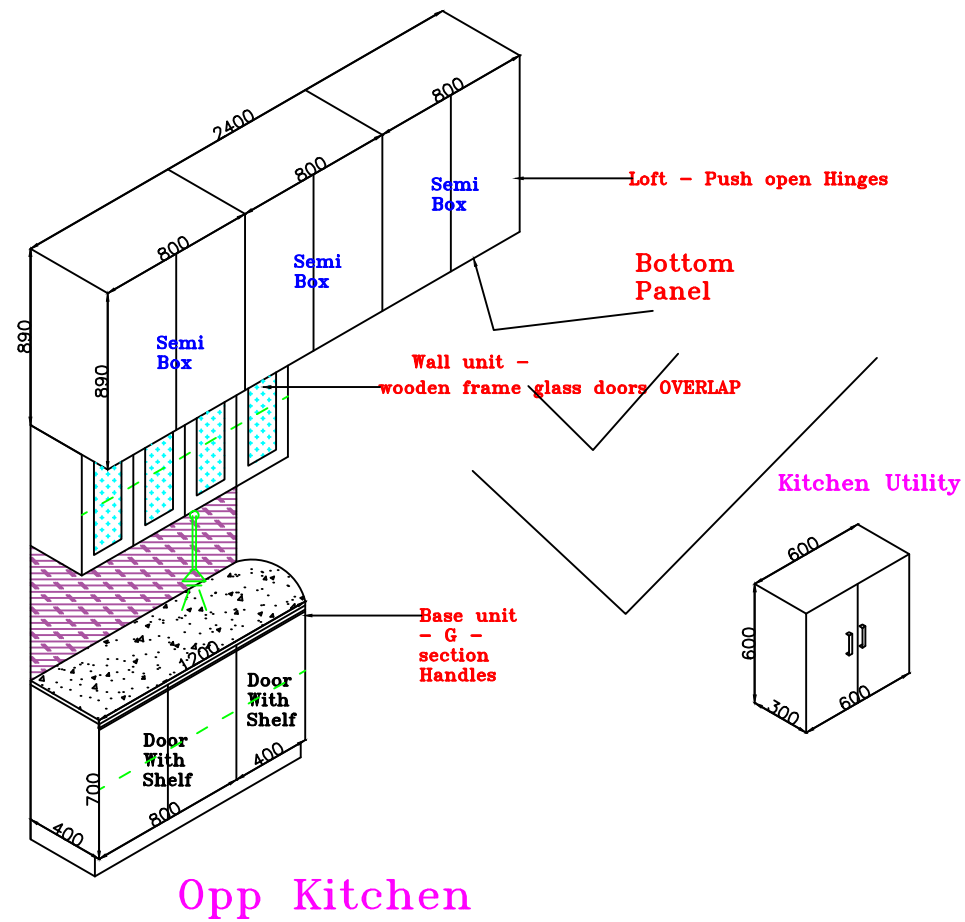 2400
800
800
800
Semi
Box
Loft - Push open Hinges
Semi
Box
Bottom
Panel
890
890
Semi
Box
Wall unit -
wooden frame glass doors OVERLAP
Kitchen Utility
600
600
300
600
Base unit
- G -
section
Handles
1200
Door
With
Shelf
Door
With
Shelf
700
400
800
400
Opp Kitchen